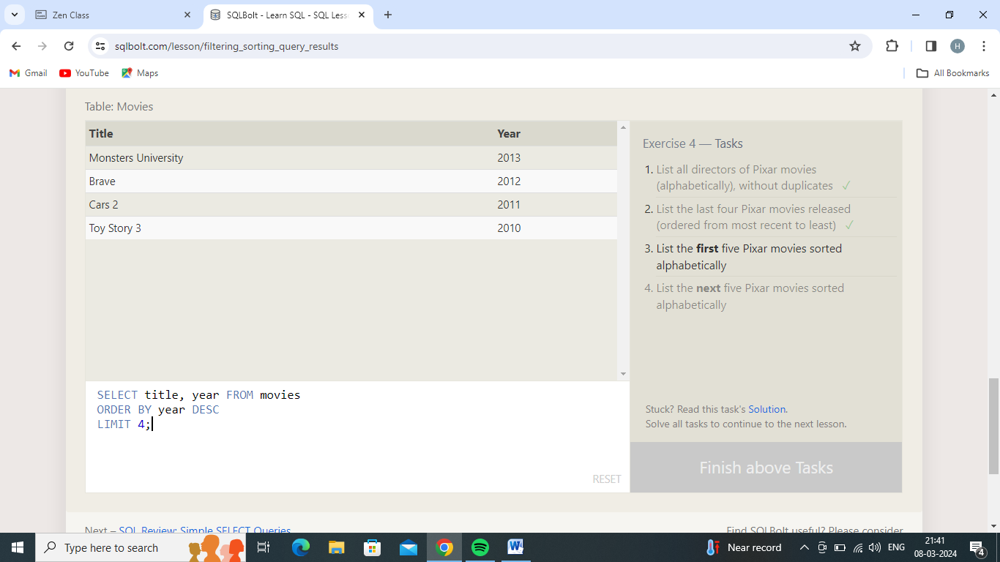 Zen Class
SQLBolt - Learn SQL - SQL Less
sqlbolt.com/lesson/filtering_sorting_query_results
H
Gmail
YouTube
Maps
All Bookmarks
Table: Movies
Title Year
Monsters University 2013
Brave 2012
Cars 2 2011
Toy Story 3 2010
SELECT title, year FROM movies
ORDER BY year DESC
LIMIT 4;
RESET
Exercise 4 — Tasks
1. List all directors of Pixar movies
(alphabetically), without duplicates ✓
2. List the last four Pixar movies released
(ordered from most recent to least) ✓
3. List the first five Pixar movies sorted
alphabetically
4. List the next five Pixar movies sorted
alphabetically
Stuck? Read this task's Solution.
Solve all tasks to continue to the next lesson.
Finish above Tasks
Next – SQL Review: Simple SELECT Queries
Find SQLBolt useful? Please consider
Type here to search
Near record
ENG
21:41
08-03-2024
4